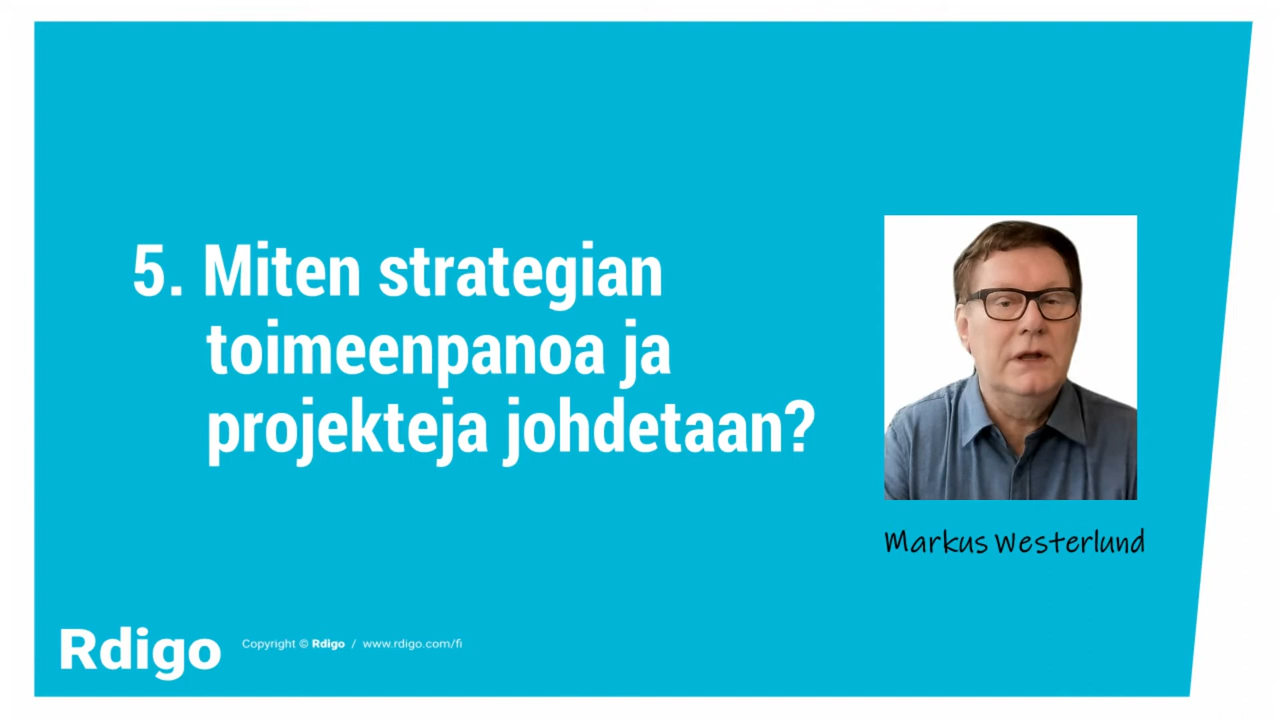 5. Miten strategian
toimeenpanoa ja
projekteja johdetaan?
Markus Westerlund
Rdigo
Copyright © Rdigo / www.rdigo.com/fi